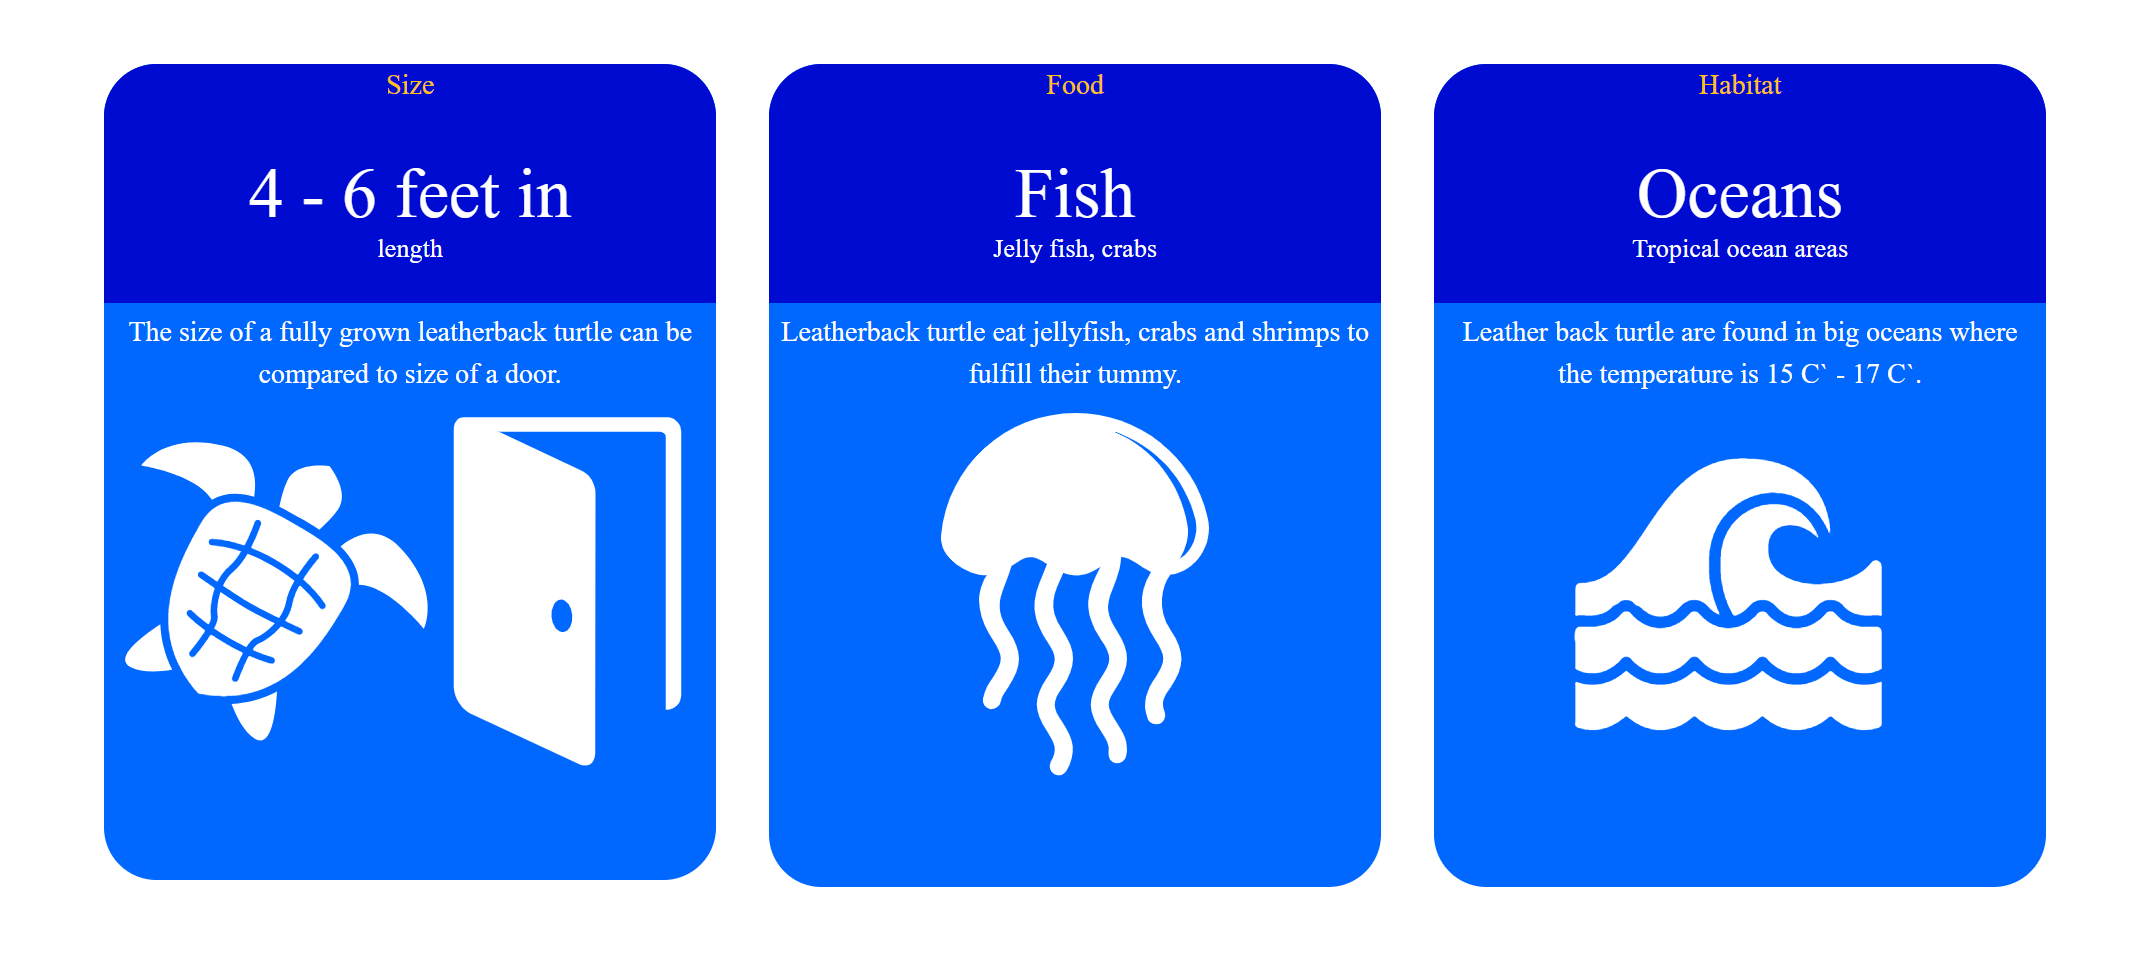 Size
4 - 6 feet in
length
The size of a fully grown leatherback turtle can be
compared to size of a door.
Food
Fish
Jelly fish, crabs
Leatherback turtle eat jellyfish, crabs and shrimps to
fulfill their tummy.
Habitat
Oceans
Tropical ocean areas
Leather back turtle are found in big oceans where
the temperature is 15 C` - 17 C`.